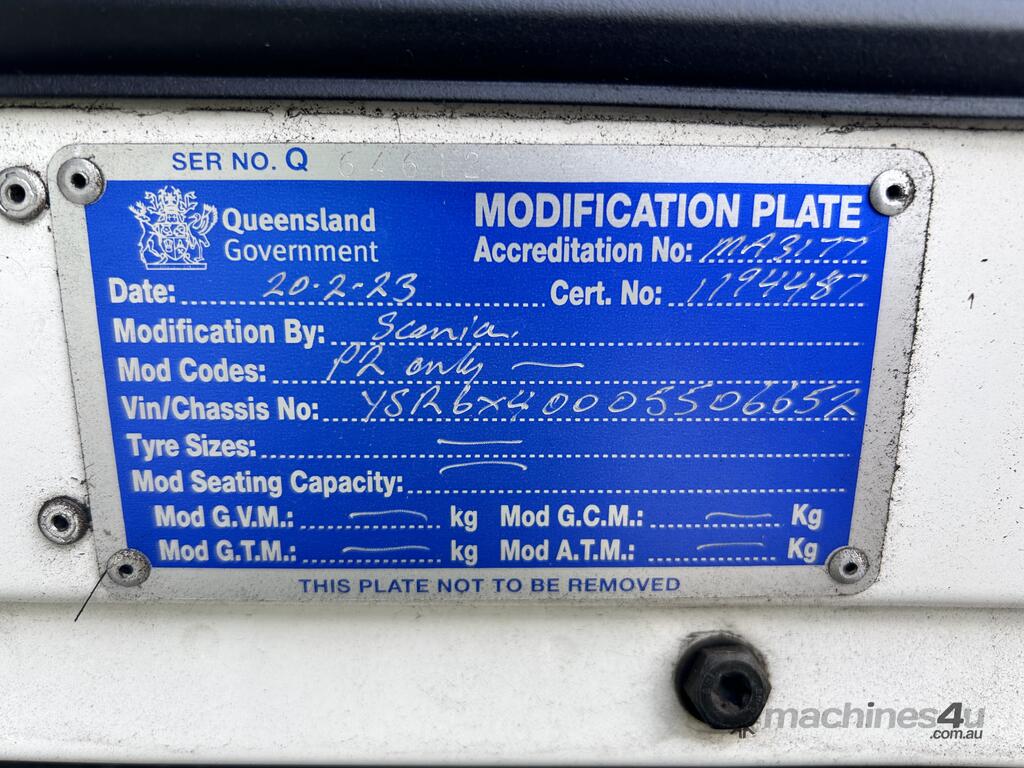 SER NO. Q 64612
Queensland Government
MODIFICATION PLATE
Accreditation No: MA3177
Date: 20-2-23 Cert. No: 1194487
Modification By: Scania.
Mod Codes: P2 only —
Vin/Chassis No: YSR6X40005506652
Tyre Sizes: —
Mod Seating Capacity: —
Mod G.V.M.: — kg Mod G.C.M.: — Kg
Mod G.T.M.: — kg Mod A.T.M.: — Kg
THIS PLATE NOT TO BE REMOVED
machines4u
.com.au